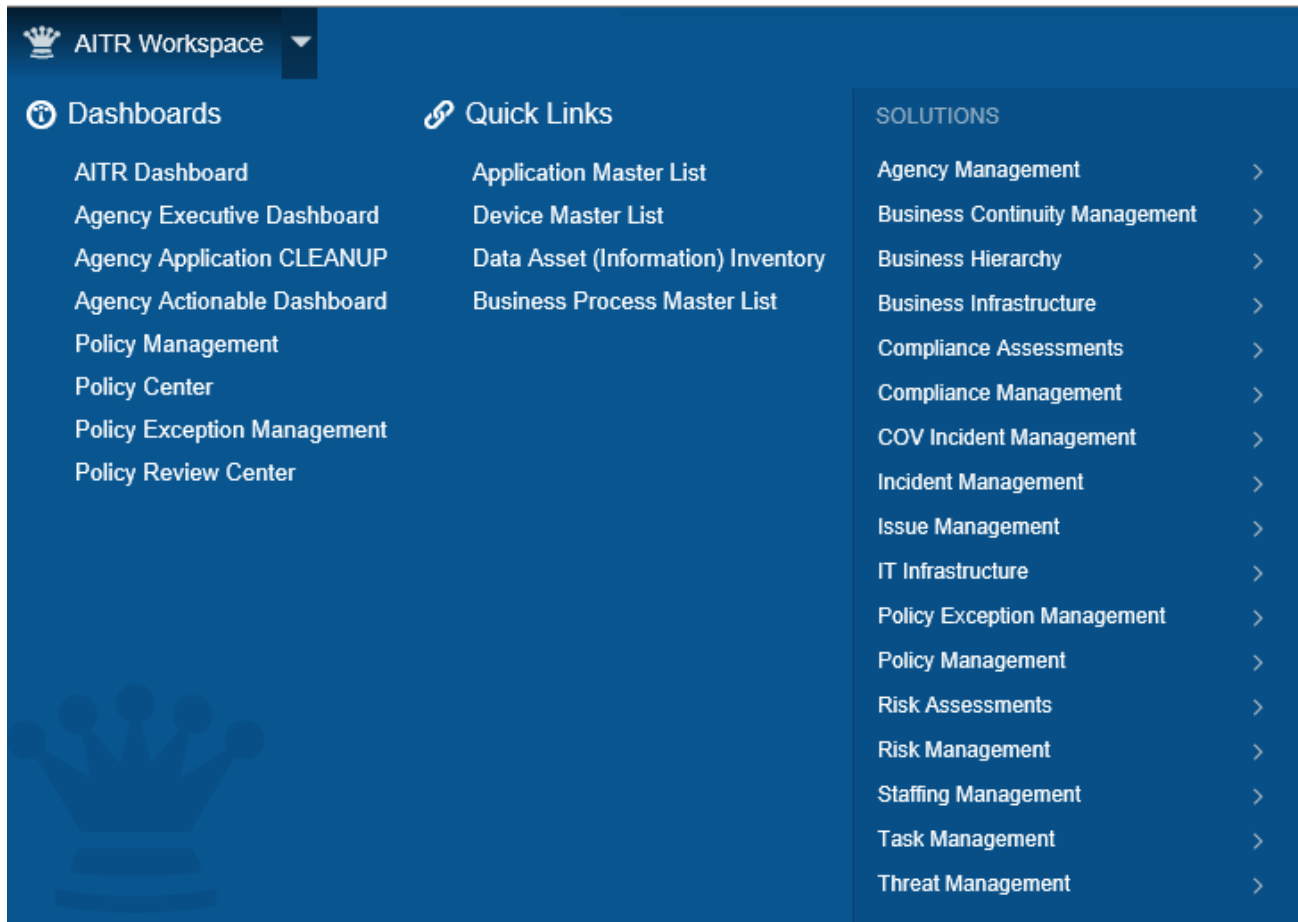 AITR Workspace
Dashboards
AITR Dashboard
Agency Executive Dashboard
Agency Application CLEANUP
Agency Actionable Dashboard
Policy Management
Policy Center
Policy Exception Management
Policy Review Center
Quick Links
Application Master List
Device Master List
Data Asset (Information) Inventory
Business Process Master List
SOLUTIONS
Agency Management
Business Continuity Management
Business Hierarchy
Business Infrastructure
Compliance Assessments
Compliance Management
COV Incident Management
Incident Management
Issue Management
IT Infrastructure
Policy Exception Management
Policy Management
Risk Assessments
Risk Management
Staffing Management
Task Management
Threat Management